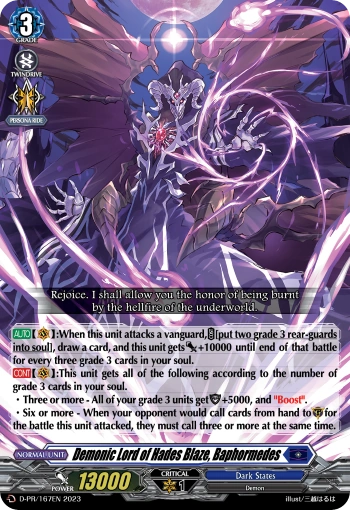 3
GRADE
TWINDRIVE
PERSONA RIDE
Rejoice. I shall allow you the honor of being burnt
by the hellfire of the underworld.
AUTO【】:When this unit attacks a vanguard,[put two grade 3 rear-guards
into soul], draw a card, and this unit gets +10000 until end of that battle
for every three grade 3 cards in your soul.
CONT【】:This unit gets all of the following according to the number of
grade 3 cards in your soul.
・Three or more - All of your grade 3 units get +5000, and "Boost".
・Six or more - When your opponent would call cards from hand to for
the battle this unit attacked, they must call three or more at the same time.
NORMAL UNIT Demonic Lord of Hades Blaze, Baphormedes
POWER 13000 CRITICAL 1 Dark States
Demon
D-PR/167EN 2023 illust/三越はるは